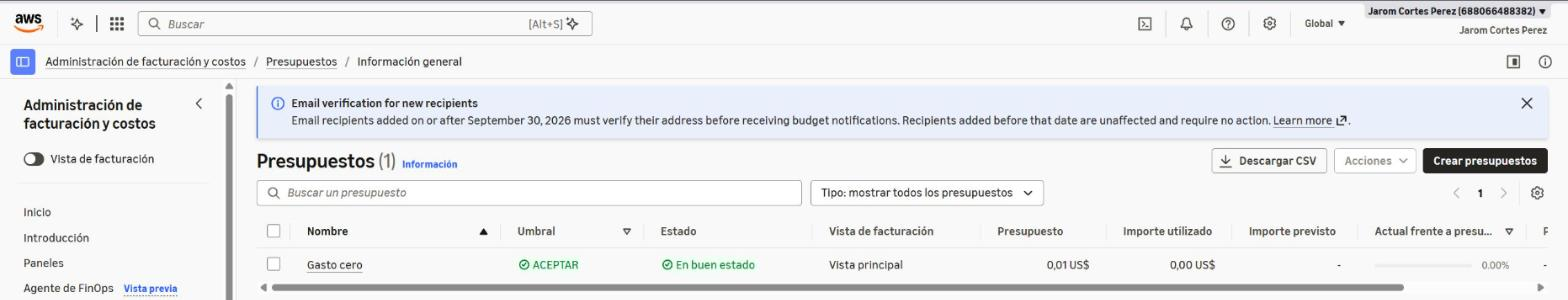 aws
Buscar [Alt+S]
Global ▼
Jarom Cortes Perez (688066488382) ▼
Jarom Cortes Perez
Administración de facturación y costos / Presupuestos / Información general
Administración de
facturación y costos
Vista de facturación
Inicio
Introducción
Paneles
Agente de FinOps Vista previa
Email verification for new recipients
Email recipients added on or after September 30, 2026 must verify their address before receiving budget notifications. Recipients added before that date are unaffected and require no action. Learn more.
Presupuestos (1) Información
Descargar CSV Acciones Crear presupuestos
Buscar un presupuesto Tipo: mostrar todos los presupuestos 1
Nombre Umbral Estado Vista de facturación Presupuesto Importe utilizado Importe previsto Actual frente a presu... P
Gasto cero ACEPTAR En buen estado Vista principal 0,01 US$ 0,00 US$ - 0.00% -